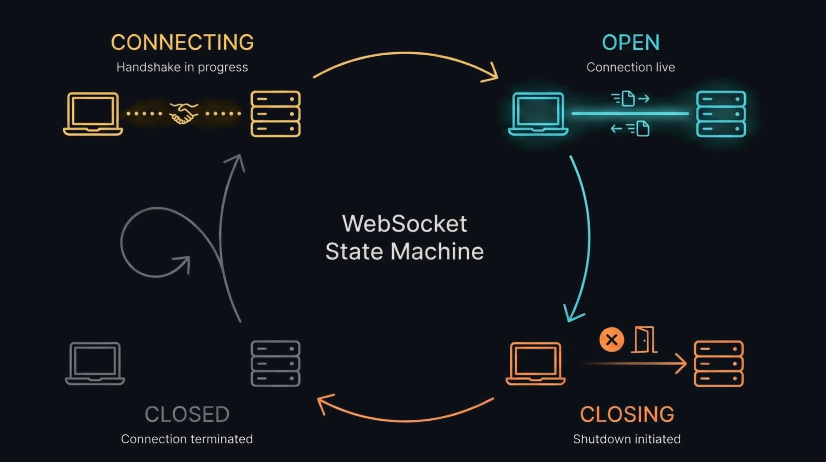 CONNECTING
Handshake in progress
OPEN
Connection live
WebSocket
State Machine
CLOSED
Connection terminated
CLOSING
Shutdown initiated